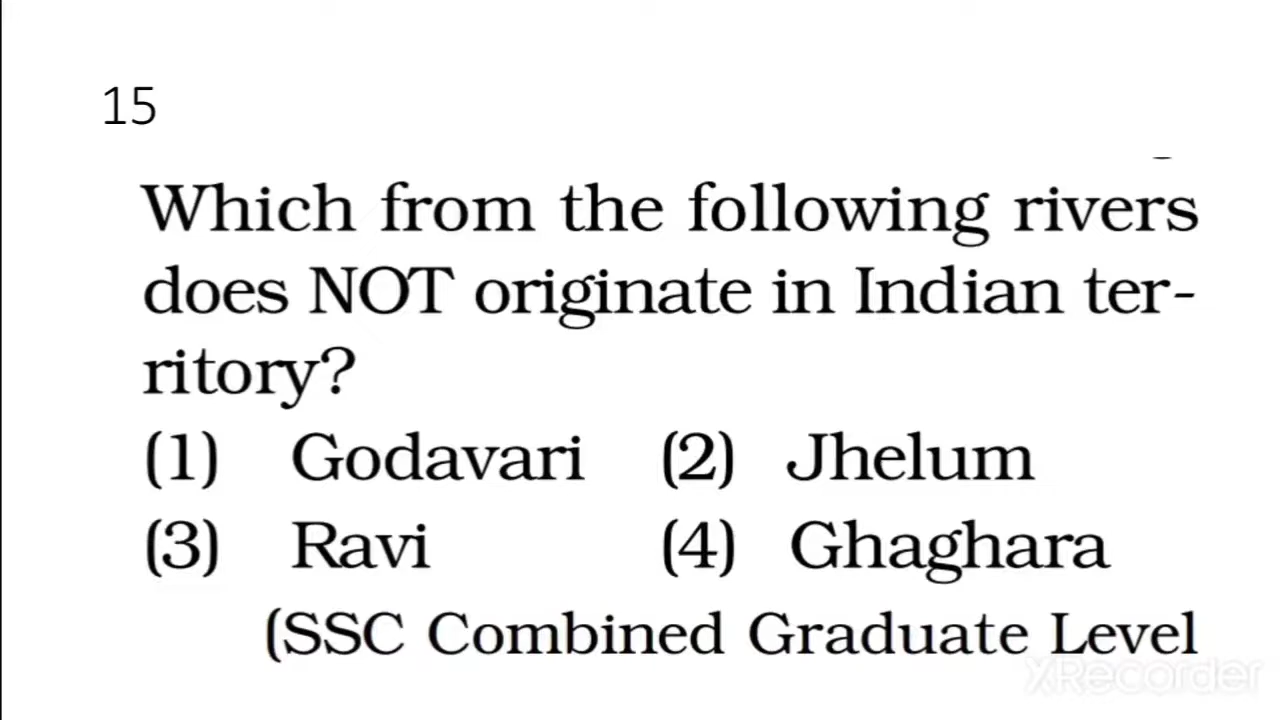 15
Which from the following rivers
does NOT originate in Indian ter-
ritory?
(1) Godavari (2) Jhelum
(3) Ravi (4) Ghaghara
(SSC Combined Graduate Level
XRecorder